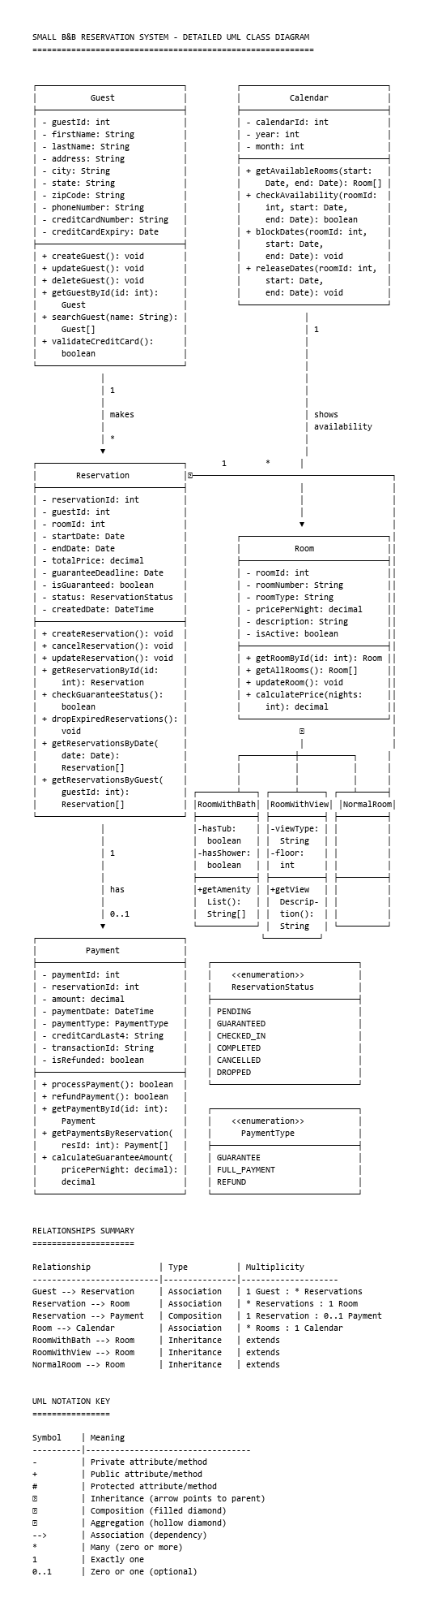 SMALL B&B RESERVATION SYSTEM - DETAILED UML CLASS DIAGRAM
Guest
- guestId: int
- firstName: String
- lastName: String
- address: String
- city: String
- state: String
- zipCode: String
- phoneNumber: String
- creditCardNumber: String
- creditCardExpiry: Date
+ createGuest(): void
+ updateGuest(): void
+ deleteGuest(): void
+ getGuestById(id: int):
Guest
+ searchGuest(name: String):
Guest[]
+ validateCreditCard():
boolean
Calendar
- calendarId: int
- year: int
- month: int
+ getAvailableRooms(start:
Date, end: Date): Room[]
+ checkAvailability(roomId:
int, start: Date,
end: Date): boolean
+ blockDates(roomId: int,
start: Date,
end: Date): void
+ releaseDates(roomId: int,
start: Date,
end: Date): void
1
makes
*
1
shows
availability
1 *
Reservation
- reservationId: int
- guestId: int
- roomId: int
- startDate: Date
- endDate: Date
- totalPrice: decimal
- guaranteeDeadline: Date
- isGuaranteed: boolean
- status: ReservationStatus
- createdDate: DateTime
+ createReservation(): void
+ cancelReservation(): void
+ updateReservation(): void
+ getReservationById(id:
int): Reservation
+ checkGuaranteeStatus():
boolean
+ dropExpiredReservations():
void
+ getReservationsByDate(
date: Date):
Reservation[]
+ getReservationsByGuest(
guestId: int):
Reservation[]
Room
- roomId: int
- roomNumber: String
- roomType: String
- pricePerNight: decimal
- description: String
- isActive: boolean
+ getRoomById(id: int): Room
+ getAllRooms(): Room[]
+ updateRoom(): void
+ calculatePrice(nights:
int): decimal
RoomWithBath
-hasTub:
boolean
-hasShower:
boolean
+getAmenity
List():
String[]
RoomWithView
-viewType:
String
-floor:
int
+getView
Descrip-
tion():
String
NormalRoom
1
has
0..1
Payment
- paymentId: int
- reservationId: int
- amount: decimal
- paymentDate: DateTime
- paymentType: PaymentType
- creditCardLast4: String
- transactionId: String
- isRefunded: boolean
+ processPayment(): boolean
+ refundPayment(): boolean
+ getPaymentById(id: int):
Payment
+ getPaymentsByReservation(
resId: int): Payment[]
+ calculateGuaranteeAmount(
pricePerNight: decimal):
decimal
<<enumeration>>
ReservationStatus
PENDING
GUARANTEED
CHECKED_IN
COMPLETED
CANCELLED
DROPPED
<<enumeration>>
PaymentType
GUARANTEE
FULL_PAYMENT
REFUND
RELATIONSHIPS SUMMARY
Relationship | Type | Multiplicity
Guest --> Reservation | Association | 1 Guest : * Reservations
Reservation --> Room | Association | * Reservations : 1 Room
Reservation --> Payment | Composition | 1 Reservation : 0..1 Payment
Room --> Calendar | Association | * Rooms : 1 Calendar
RoomWithBath --> Room | Inheritance | extends
RoomWithView --> Room | Inheritance | extends
NormalRoom --> Room | Inheritance | extends
UML NOTATION KEY
Symbol | Meaning
- | Private attribute/method
+ | Public attribute/method
# | Protected attribute/method
| Inheritance (arrow points to parent)
| Composition (filled diamond)
| Aggregation (hollow diamond)
--> | Association (dependency)
* | Many (zero or more)
1 | Exactly one
0..1 | Zero or one (optional)